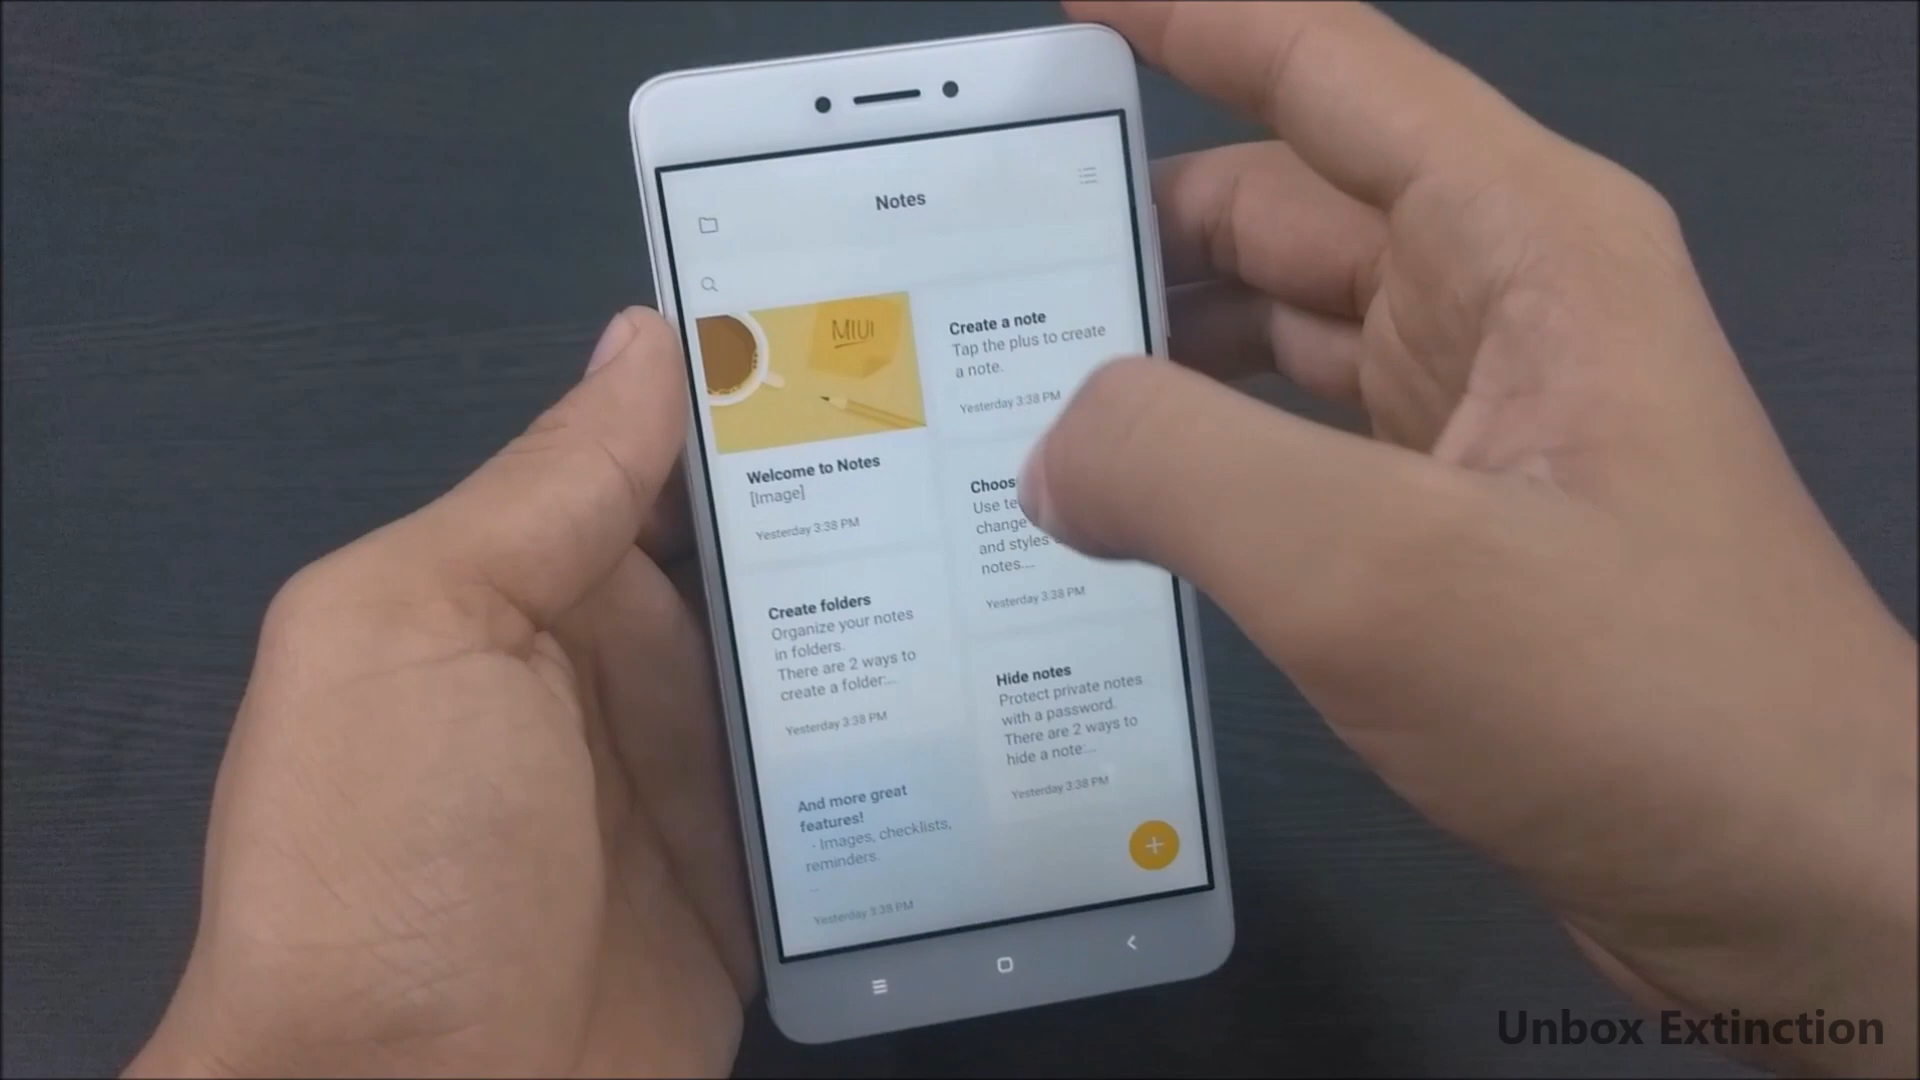 Notes
MIUI
Welcome to Notes
[Image]
Yesterday 3:38 PM
Create a note
Tap the plus to create
a note.
Yesterday 3:38 PM
Choos
Use te
change
and styles
notes....
Yesterday 3:38 PM
Create folders
Organize your notes
in folders.
There are 2 ways to
create a folder:...
Yesterday 3:38 PM
Hide notes
Protect private notes
with a password.
There are 2 ways to
hide a note:...
Yesterday 3:38 PM
And more great
features!
- Images, checklists,
reminders.
...
Yesterday 3:38 PM
Unbox Extinction